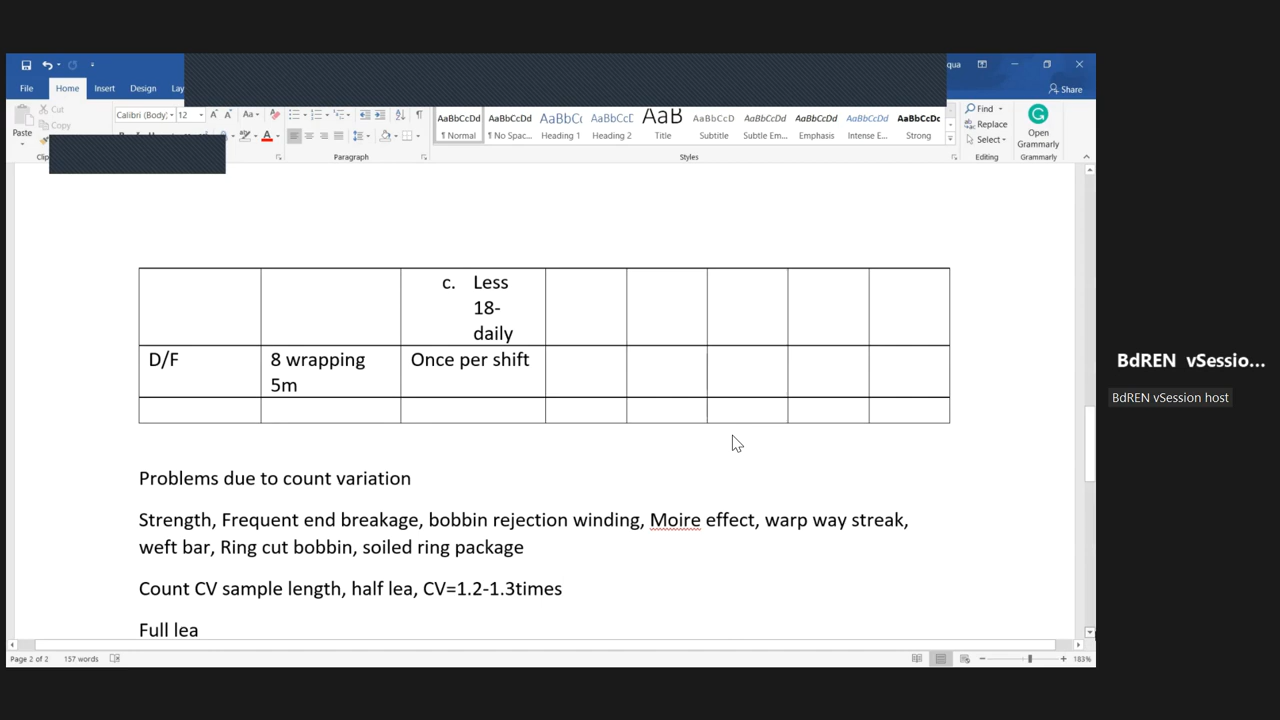 qua
File Home Insert Design Lay
Share
Cut
Copy
Paste
Calibri (Body) 12 Aa
AaBbCcDd AaBbCcDd AaBbC AaBbCcE AaB AaBbCcD AaBbCcDd AaBbCcDd AaBbCcDd AaBbCcDd
¶ Normal ¶ No Spac... Heading 1 Heading 2 Title Subtitle Subtle Em... Emphasis Intense E... Strong
Find
Replace
Select
Open
Grammarly
Paragraph Styles Editing Grammarly
c. Less
18-
daily
D/F 8 wrapping Once per shift
5m
Problems due to count variation
Strength, Frequent end breakage, bobbin rejection winding, Moire effect, warp way streak,
weft bar, Ring cut bobbin, soiled ring package
Count CV sample length, half lea, CV=1.2-1.3times
Full lea
Page 2 of 2 157 words 183%
BdREN vSessio...
BdREN vSession host